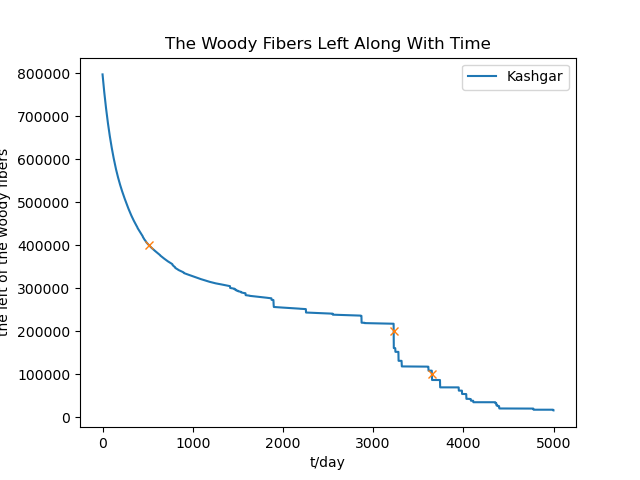 The Woody Fibers Left Along With Time
Kashgar
800000
700000
600000
500000
400000
300000
200000
100000
0
the left of the woody fibers
0 1000 2000 3000 4000 5000
t/day